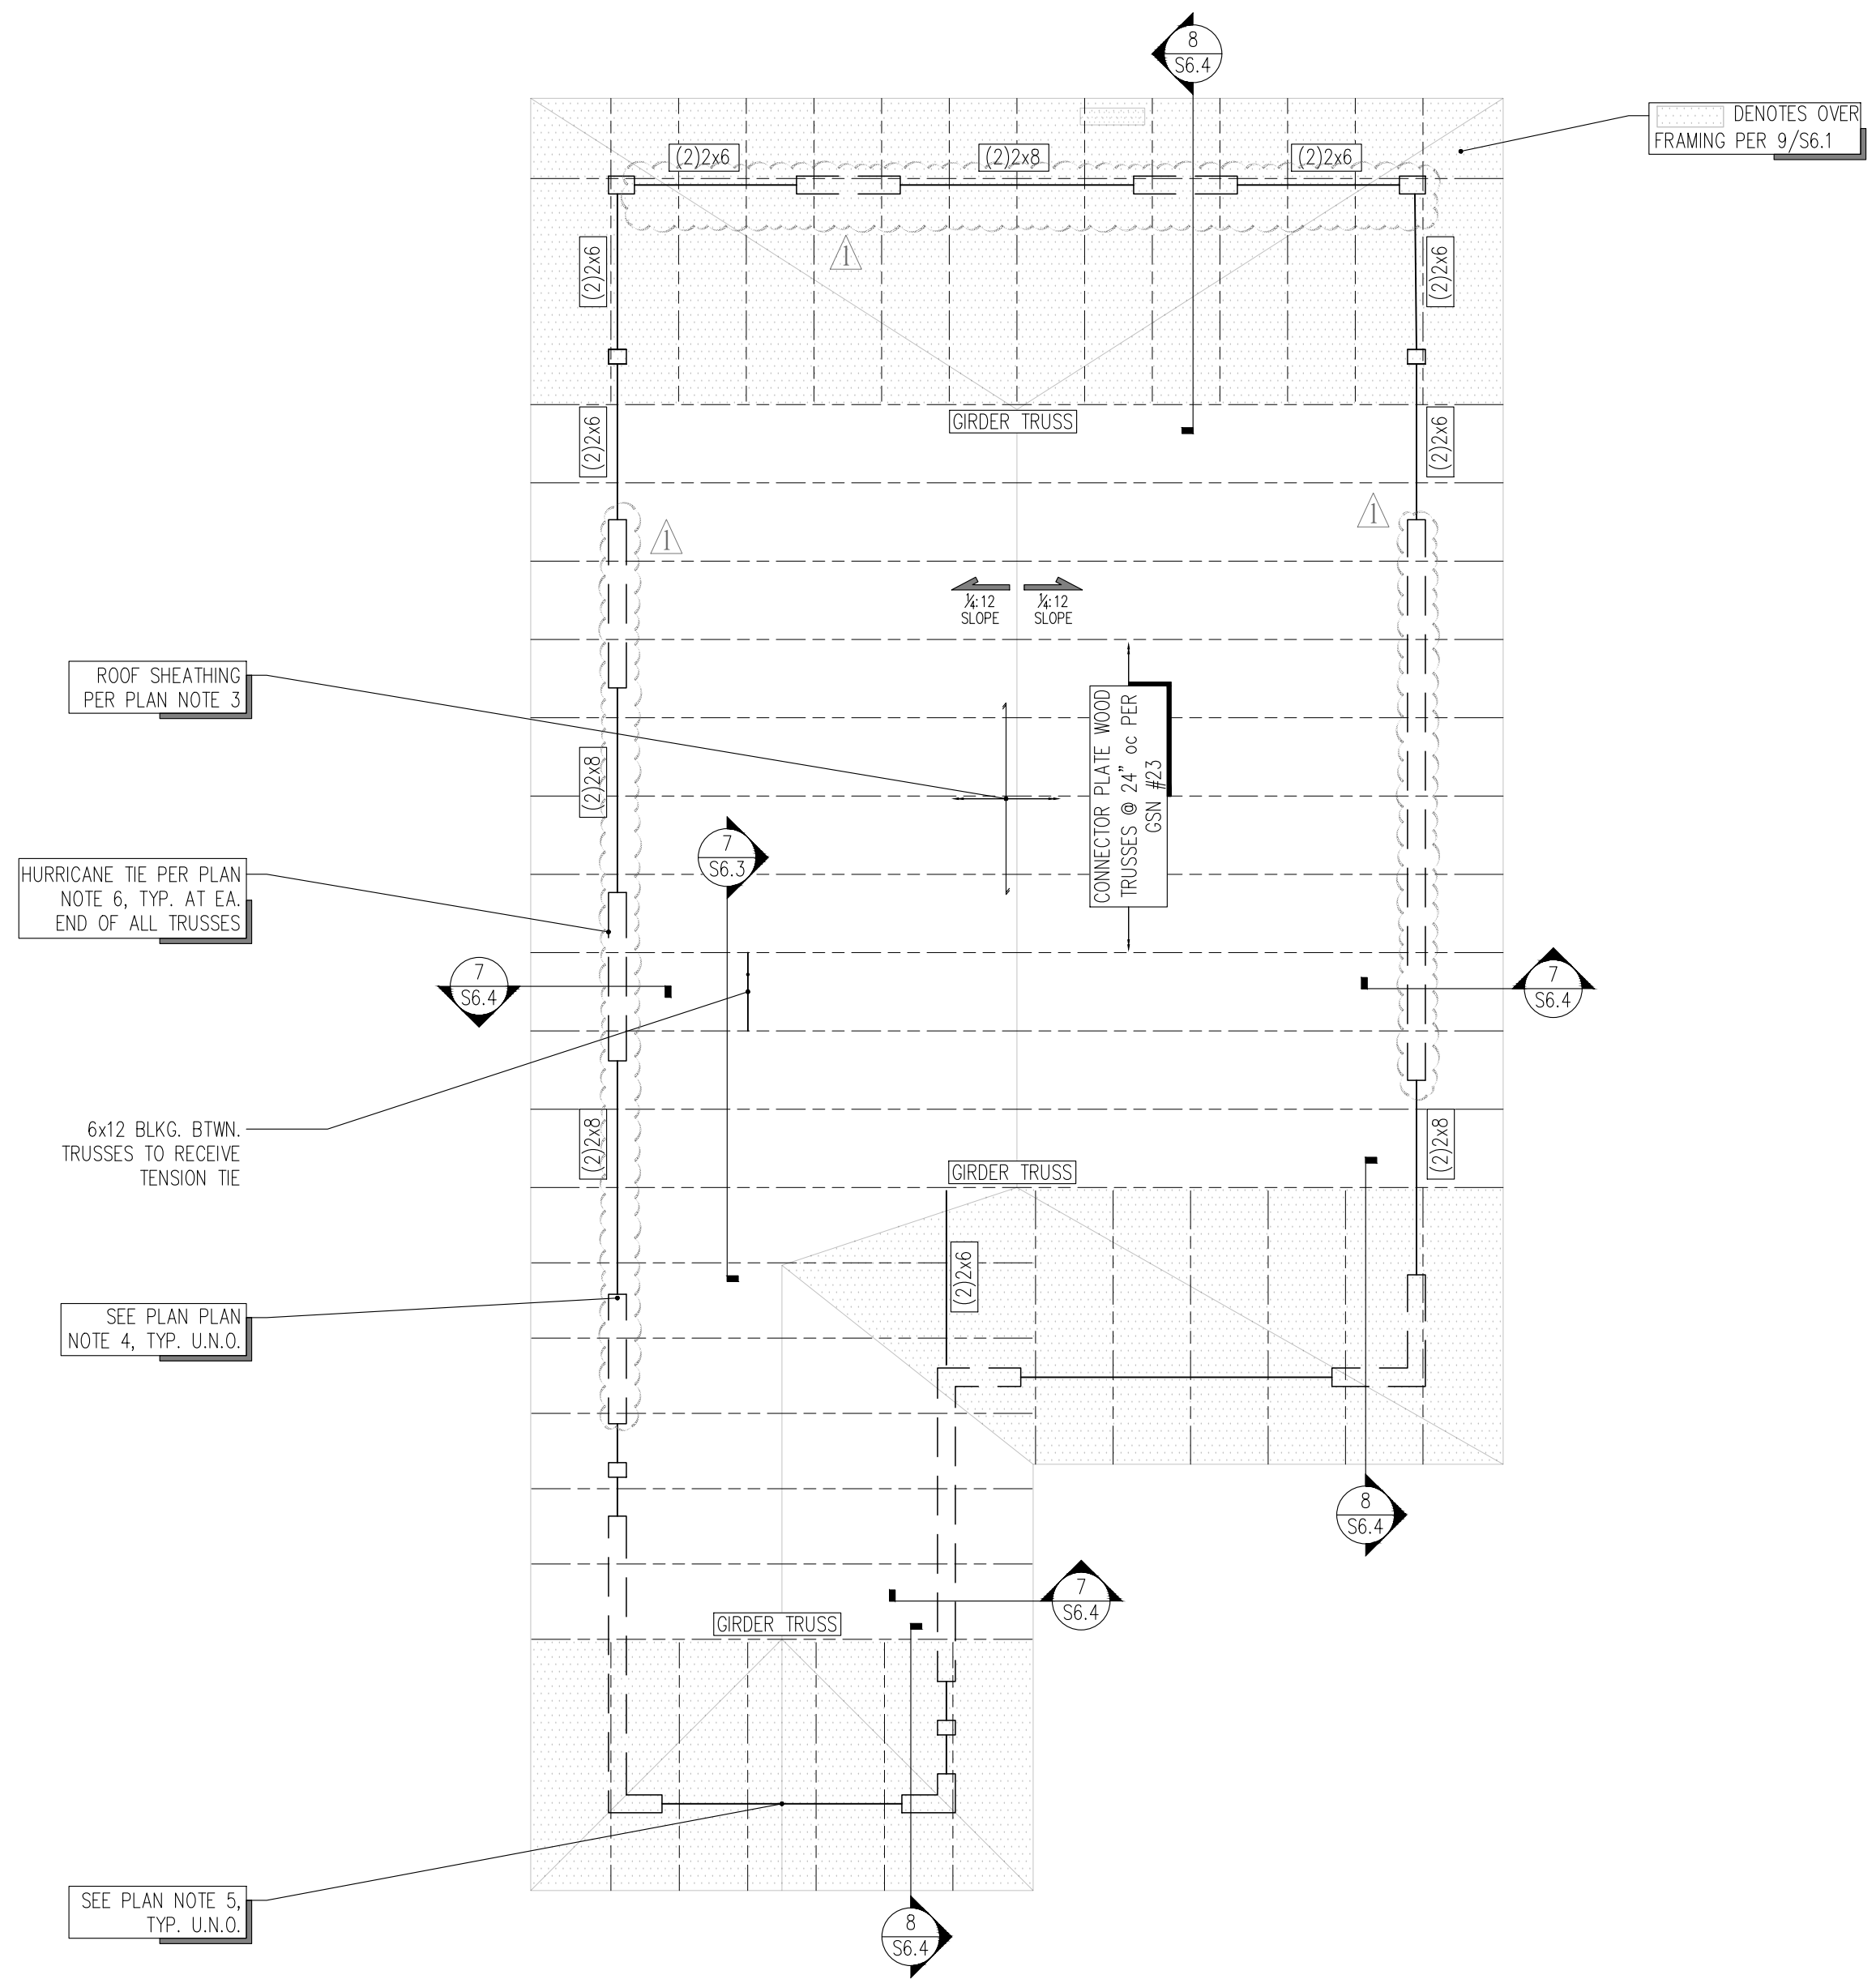 8
S6.4
DENOTES OVER
FRAMING PER 9/S6.1
(2)2x6
(2)2x8
(2)2x6
(2)2x6
(2)2x6
1
GIRDER TRUSS
(2)2x6
(2)2x6
1
1
¼:12
SLOPE
¼:12
SLOPE
ROOF SHEATHING
PER PLAN NOTE 3
CONNECTOR PLATE WOOD
TRUSSES @ 24" oc PER
GSN #23
(2)2x8
7
S6.3
HURRICANE TIE PER PLAN
NOTE 6, TYP. AT EA.
END OF ALL TRUSSES
7
S6.4
7
S6.4
6x12 BLKG. BTWN.
TRUSSES TO RECEIVE
TENSION TIE
(2)2x8
(2)2x8
GIRDER TRUSS
(2)2x6
SEE PLAN PLAN
NOTE 4, TYP. U.N.O.
8
S6.4
7
S6.4
GIRDER TRUSS
SEE PLAN NOTE 5,
TYP. U.N.O.
8
S6.4